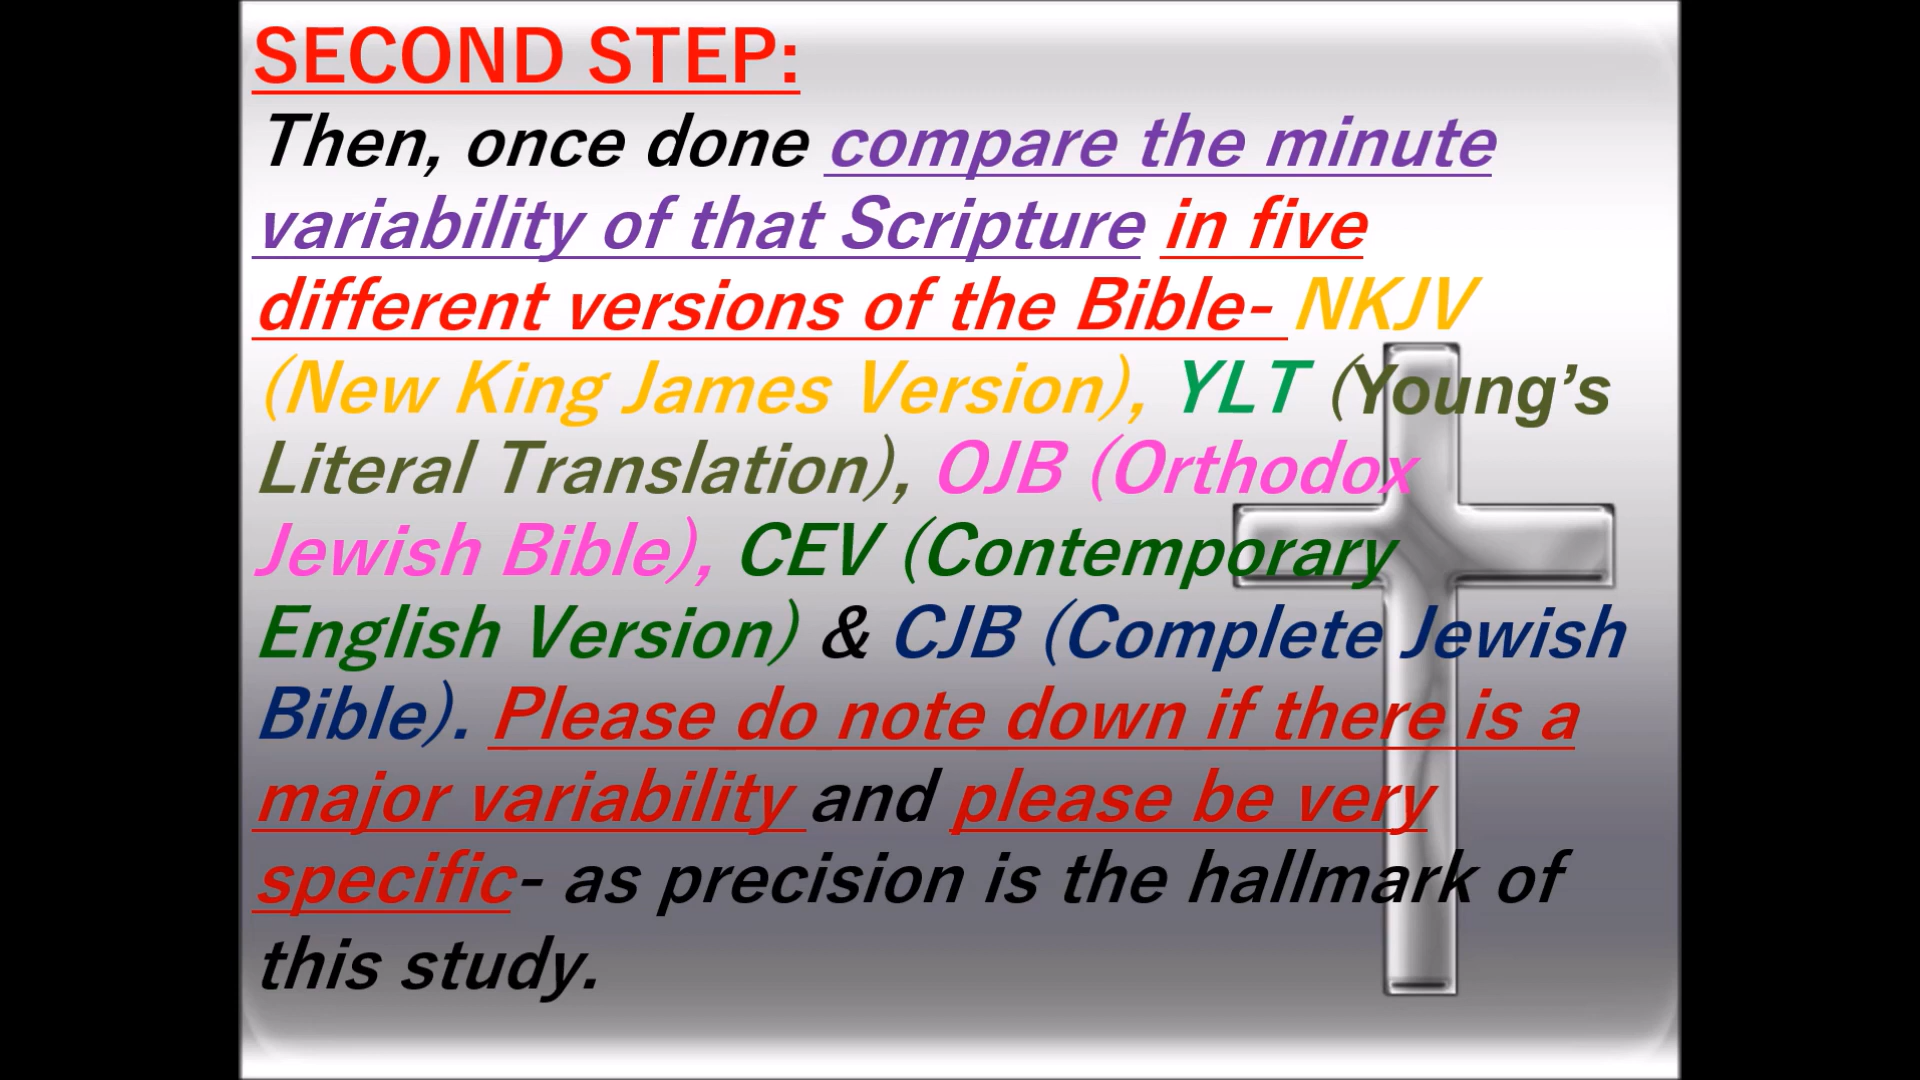 SECOND STEP:
Then, once done compare the minute
variability of that Scripture in five
different versions of the Bible- NKJV
(New King James Version), YLT (Young’s
Literal Translation), OJB (Orthodox
Jewish Bible), CEV (Contemporary
English Version) & CJB (Complete Jewish
Bible). Please do note down if there is a
major variability and please be very
specific- as precision is the hallmark of
this study.